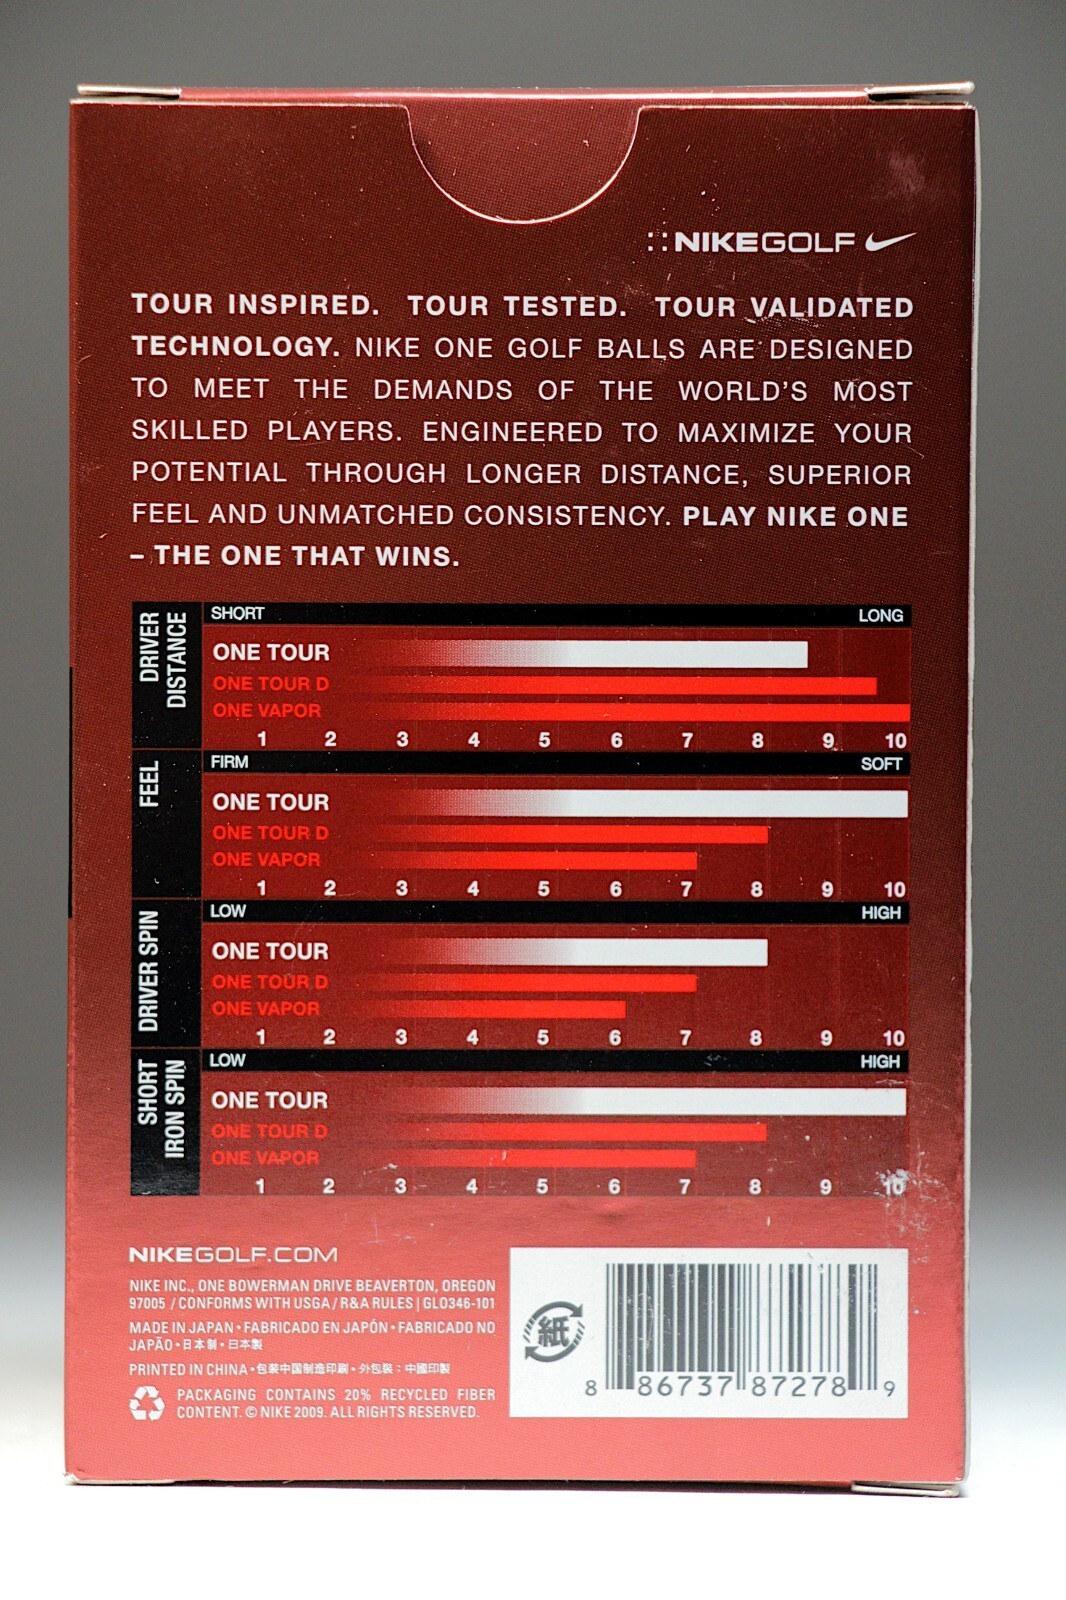 ::NIKEGOLF
TOUR INSPIRED. TOUR TESTED. TOUR VALIDATED
TECHNOLOGY. NIKE ONE GOLF BALLS ARE DESIGNED
TO MEET THE DEMANDS OF THE WORLD'S MOST
SKILLED PLAYERS. ENGINEERED TO MAXIMIZE YOUR
POTENTIAL THROUGH LONGER DISTANCE, SUPERIOR
FEEL AND UNMATCHED CONSISTENCY. PLAY NIKE ONE
– THE ONE THAT WINS.
DRIVER
DISTANCE
SHORT LONG
ONE TOUR
ONE TOUR D
ONE VAPOR
1 2 3 4 5 6 7 8 9 10
FEEL
FIRM SOFT
ONE TOUR
ONE TOUR D
ONE VAPOR
1 2 3 4 5 6 7 8 9 10
DRIVER SPIN
LOW HIGH
ONE TOUR
ONE TOUR D
ONE VAPOR
1 2 3 4 5 6 7 8 9 10
SHORT
IRON SPIN
LOW HIGH
ONE TOUR
ONE TOUR D
ONE VAPOR
1 2 3 4 5 6 7 8 9 10
NIKEGOLF.COM
NIKE INC., ONE BOWERMAN DRIVE BEAVERTON, OREGON
97005 / CONFORMS WITH USGA / R&A RULES | GL0346-101
MADE IN JAPAN • FABRICADO EN JAPÓN • FABRICADO NO
JAPÃO • 日本制 • 日本製
PRINTED IN CHINA • 包装中国制造印刷 • 外包裝：中國印製
PACKAGING CONTAINS 20% RECYCLED FIBER
CONTENT. © NIKE 2009. ALL RIGHTS RESERVED.
紙
8 86737 87278 9